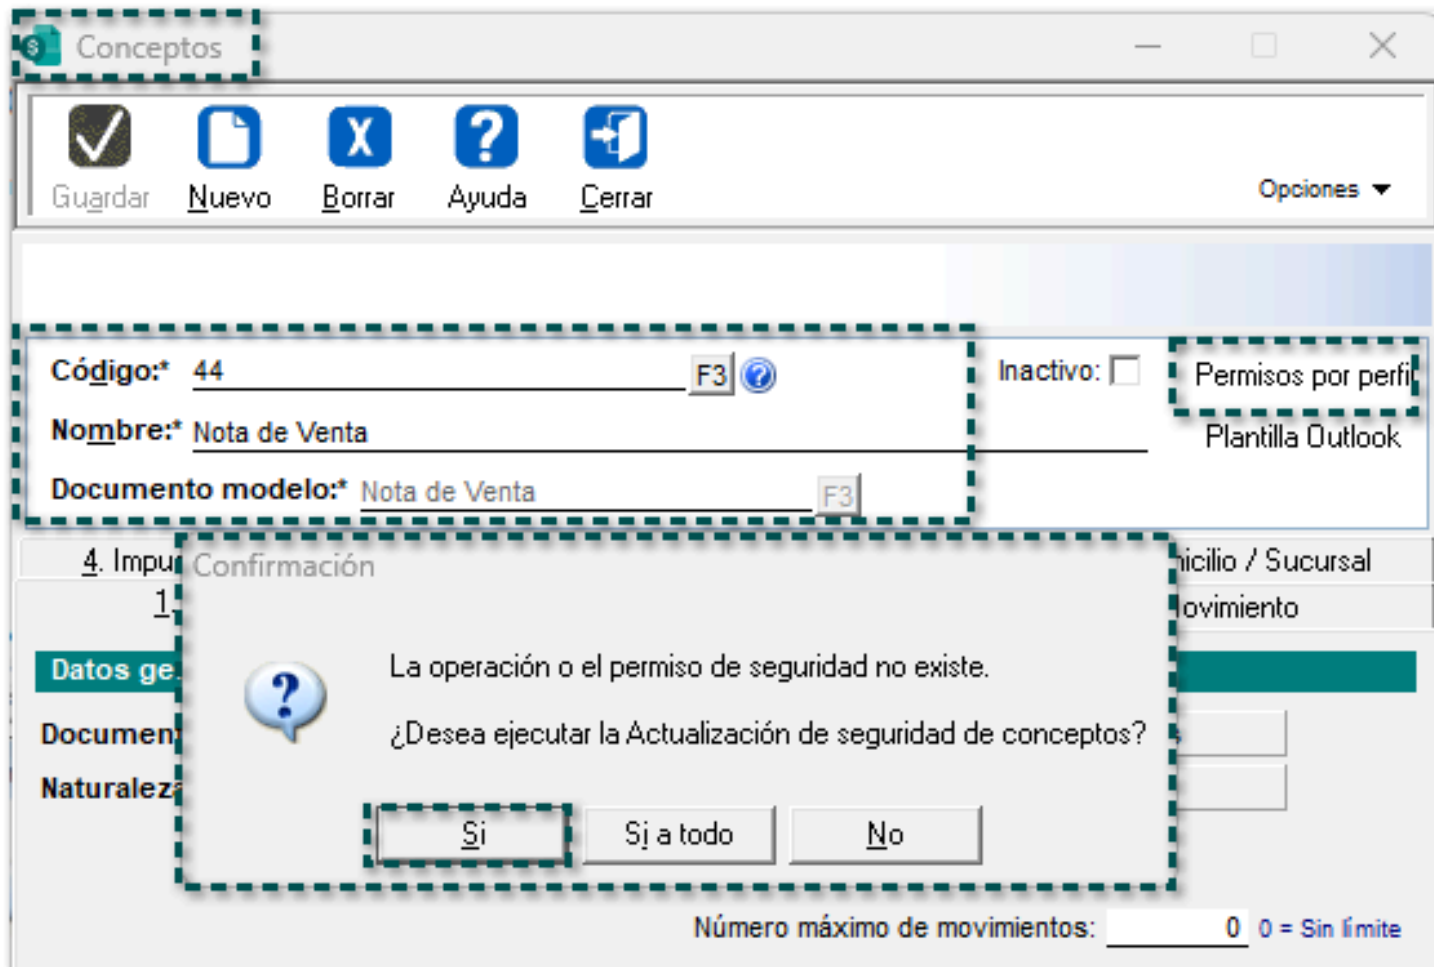 Conceptos
Guardar Nuevo Borrar Ayuda Cerrar
Opciones
Código:* 44 F3 Inactivo: Permisos por perfi
Nombre:* Nota de Venta
Plantilla Outlook
Documento modelo:* Nota de Venta F3
4. Impu
icilio / Sucursal
1.
ovimiento
Confirmación
Datos ge
La operación o el permiso de seguridad no existe.
Documen
¿Desea ejecutar la Actualización de seguridad de conceptos?
Naturalez
Si Si a todo No
Número máximo de movimientos: 0 0 = Sin límite